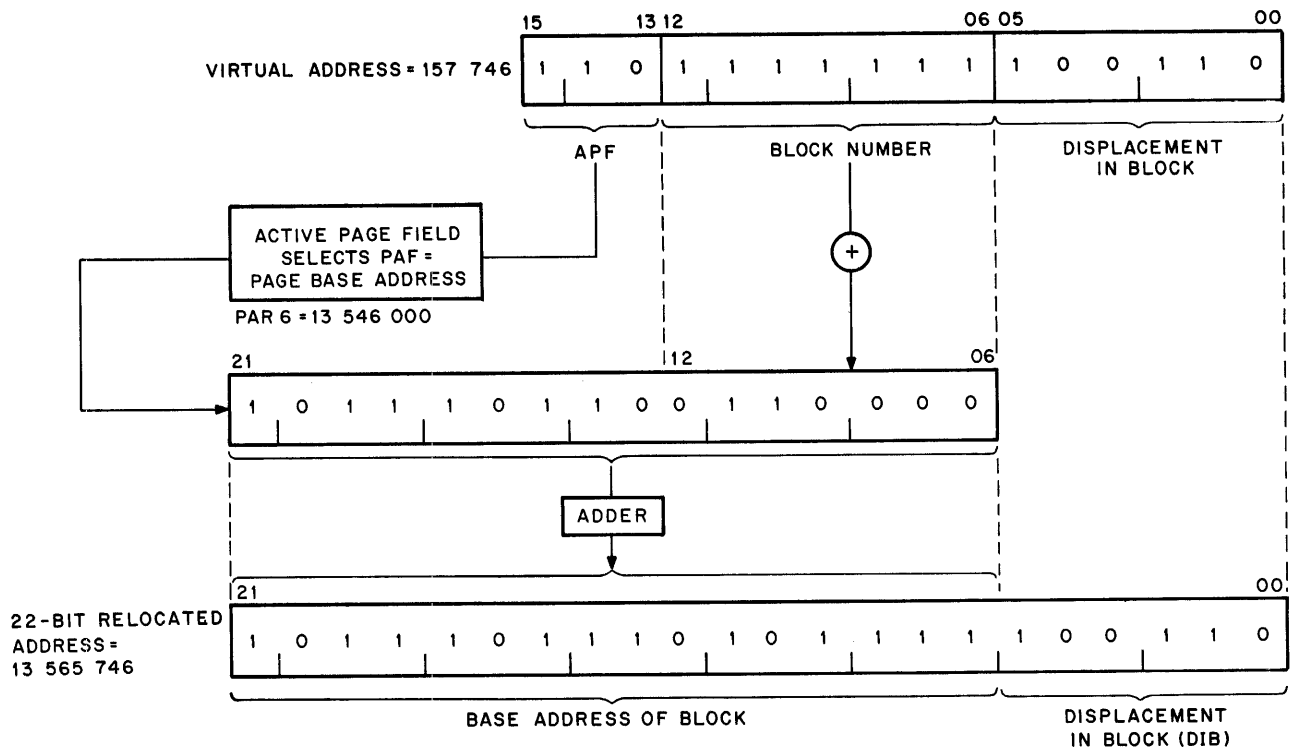 15 13 12 06 05 00
VIRTUAL ADDRESS = 157 746 1 1 0 1 1 1 1 1 1 1 1 0 0 1 1 0
APF
BLOCK NUMBER
DISPLACEMENT
IN BLOCK
ACTIVE PAGE FIELD
SELECTS PAF =
PAGE BASE ADDRESS
+
PAR 6 = 13 546 000
21 12 06
1 0 1 1 1 0 1 1 0 0 1 1 0 0 0 0
ADDER
21 00
22-BIT RELOCATED
ADDRESS =
13 565 746
1 0 1 1 1 0 1 1 1 0 1 0 1 1 1 1 1 0 0 1 1 0
BASE ADDRESS OF BLOCK
DISPLACEMENT
IN BLOCK (DIB)